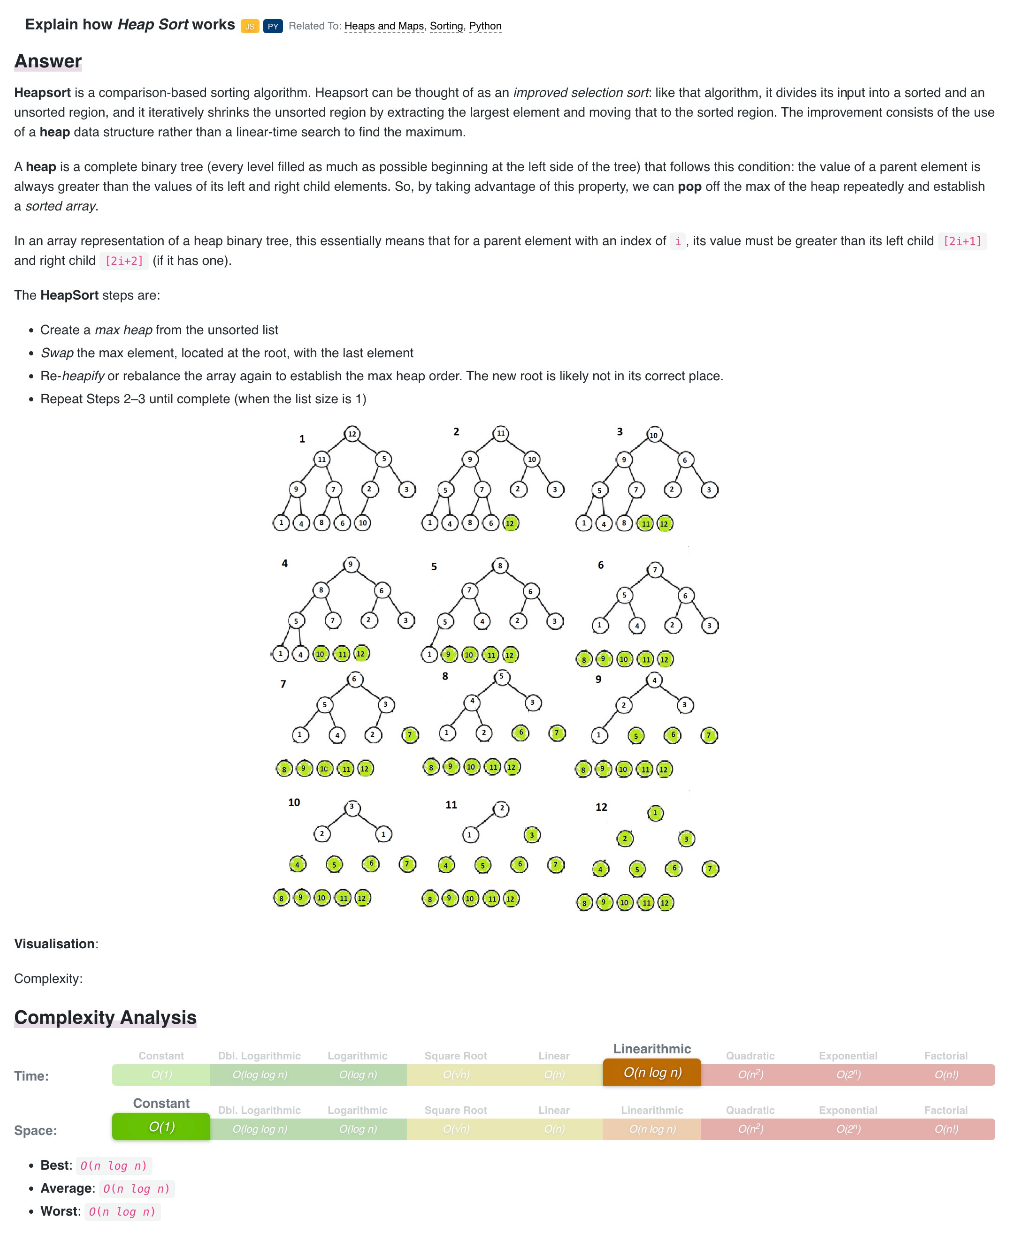 Explain how Heap Sort works JS PY Related To: Heaps and Maps, Sorting, Python
Answer
Heapsort is a comparison-based sorting algorithm. Heapsort can be thought of as an improved selection sort: like that algorithm, it divides its input into a sorted and an
unsorted region, and it iteratively shrinks the unsorted region by extracting the largest element and moving that to the sorted region. The improvement consists of the use
of a heap data structure rather than a linear-time search to find the maximum.
A heap is a complete binary tree (every level filled as much as possible beginning at the left side of the tree) that follows this condition: the value of a parent element is
always greater than the values of its left and right child elements. So, by taking advantage of this property, we can pop off the max of the heap repeatedly and establish
a sorted array.
In an array representation of a heap binary tree, this essentially means that for a parent element with an index of i , its value must be greater than its left child [2i+1]
and right child [2i+2] (if it has one).
The HeapSort steps are:
• Create a max heap from the unsorted list
• Swap the max element, located at the root, with the last element
• Re-heapify or rebalance the array again to establish the max heap order. The new root is likely not in its correct place.
• Repeat Steps 2–3 until complete (when the list size is 1)
1 12 2 11 3 10
11 5 9 10 9 6
9 7 2 3 5 7 2 3 5 7 2 3
1 4 8 6 10 1 4 8 6 12 1 4 8 11 12
4 9 5 8 6 7
8 6 7 6 5 6
5 7 2 3 5 4 2 3 1 4 2 3
1 4 10 11 12 1 9 10 11 12 8 9 10 11 12
7 6 8 5 9 4
5 3 4 3 2 3
1 4 2 7 1 2 6 7 1 5 6 7
8 9 10 11 12 8 9 10 11 12 8 9 10 11 12
10 3 11 2 12 1
2 1 1 3 2 3
4 5 6 7 4 5 6 7 4 5 6 7
8 9 10 11 12 8 9 10 11 12 8 9 10 11 12
Visualisation:
Complexity:
Complexity Analysis
Constant Dbl. Logarithmic Logarithmic Square Root Linear Linearithmic Quadratic Exponential Factorial
Time: O(1) O(log log n) O(log n) O(√n) O(n) O(n log n) O(n²) O(2ⁿ) O(n!)
Constant Dbl. Logarithmic Logarithmic Square Root Linear Linearithmic Quadratic Exponential Factorial
Space: O(1) O(log log n) O(log n) O(√n) O(n) O(n log n) O(n²) O(2ⁿ) O(n!)
• Best: O(n log n)
• Average: O(n log n)
• Worst: O(n log n)